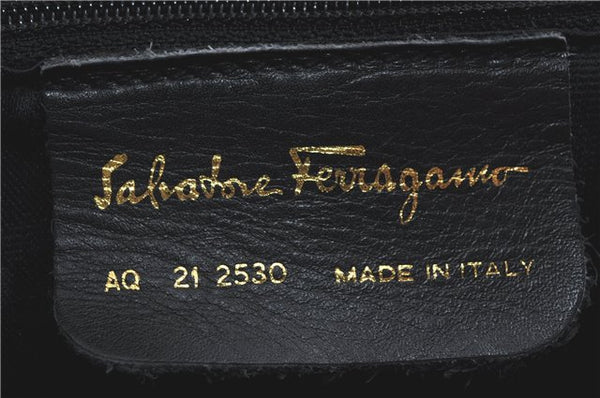 Salvatore Ferragamo
AQ 21 2530 MADE IN ITALY